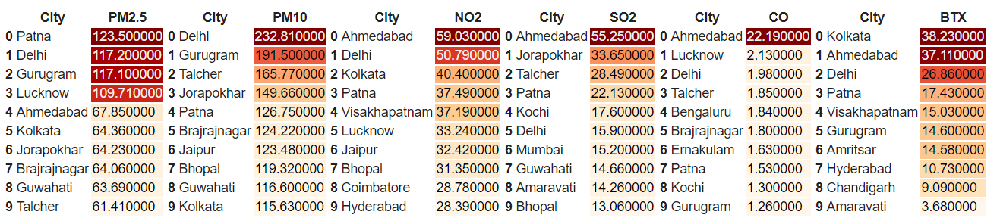 City PM2.5 City PM10 City NO2 City SO2 City CO City BTX
0 Patna 123.500000 0 Delhi 232.810000 0 Ahmedabad 59.030000 0 Ahmedabad 55.250000 0 Ahmedabad 22.190000 0 Kolkata 38.230000
1 Delhi 117.200000 1 Gurugram 191.500000 1 Delhi 50.790000 1 Jorapokhar 33.650000 1 Lucknow 2.130000 1 Ahmedabad 37.110000
2 Gurugram 117.100000 2 Talcher 165.770000 2 Kolkata 40.400000 2 Talcher 28.490000 2 Delhi 1.980000 2 Delhi 26.860000
3 Lucknow 109.710000 3 Jorapokhar 149.660000 3 Patna 37.490000 3 Patna 22.130000 3 Talcher 1.850000 3 Patna 17.430000
4 Ahmedabad 67.850000 4 Patna 126.750000 4 Visakhapatnam 37.190000 4 Kochi 17.600000 4 Bengaluru 1.840000 4 Visakhapatnam 15.030000
5 Kolkata 64.360000 5 Brajrajnagar 124.220000 5 Lucknow 33.240000 5 Delhi 15.900000 5 Brajrajnagar 1.800000 5 Gurugram 14.600000
6 Jorapokhar 64.230000 6 Jaipur 123.480000 6 Jaipur 32.420000 6 Mumbai 15.200000 6 Ernakulam 1.630000 6 Amritsar 14.580000
7 Brajrajnagar 64.060000 7 Bhopal 119.320000 7 Bhopal 31.350000 7 Guwahati 14.660000 7 Patna 1.530000 7 Hyderabad 10.730000
8 Guwahati 63.690000 8 Guwahati 116.600000 8 Coimbatore 28.780000 8 Amaravati 14.260000 8 Kochi 1.300000 8 Chandigarh 9.090000
9 Talcher 61.410000 9 Kolkata 115.630000 9 Hyderabad 28.390000 9 Bhopal 13.060000 9 Gurugram 1.260000 9 Amaravati 3.680000